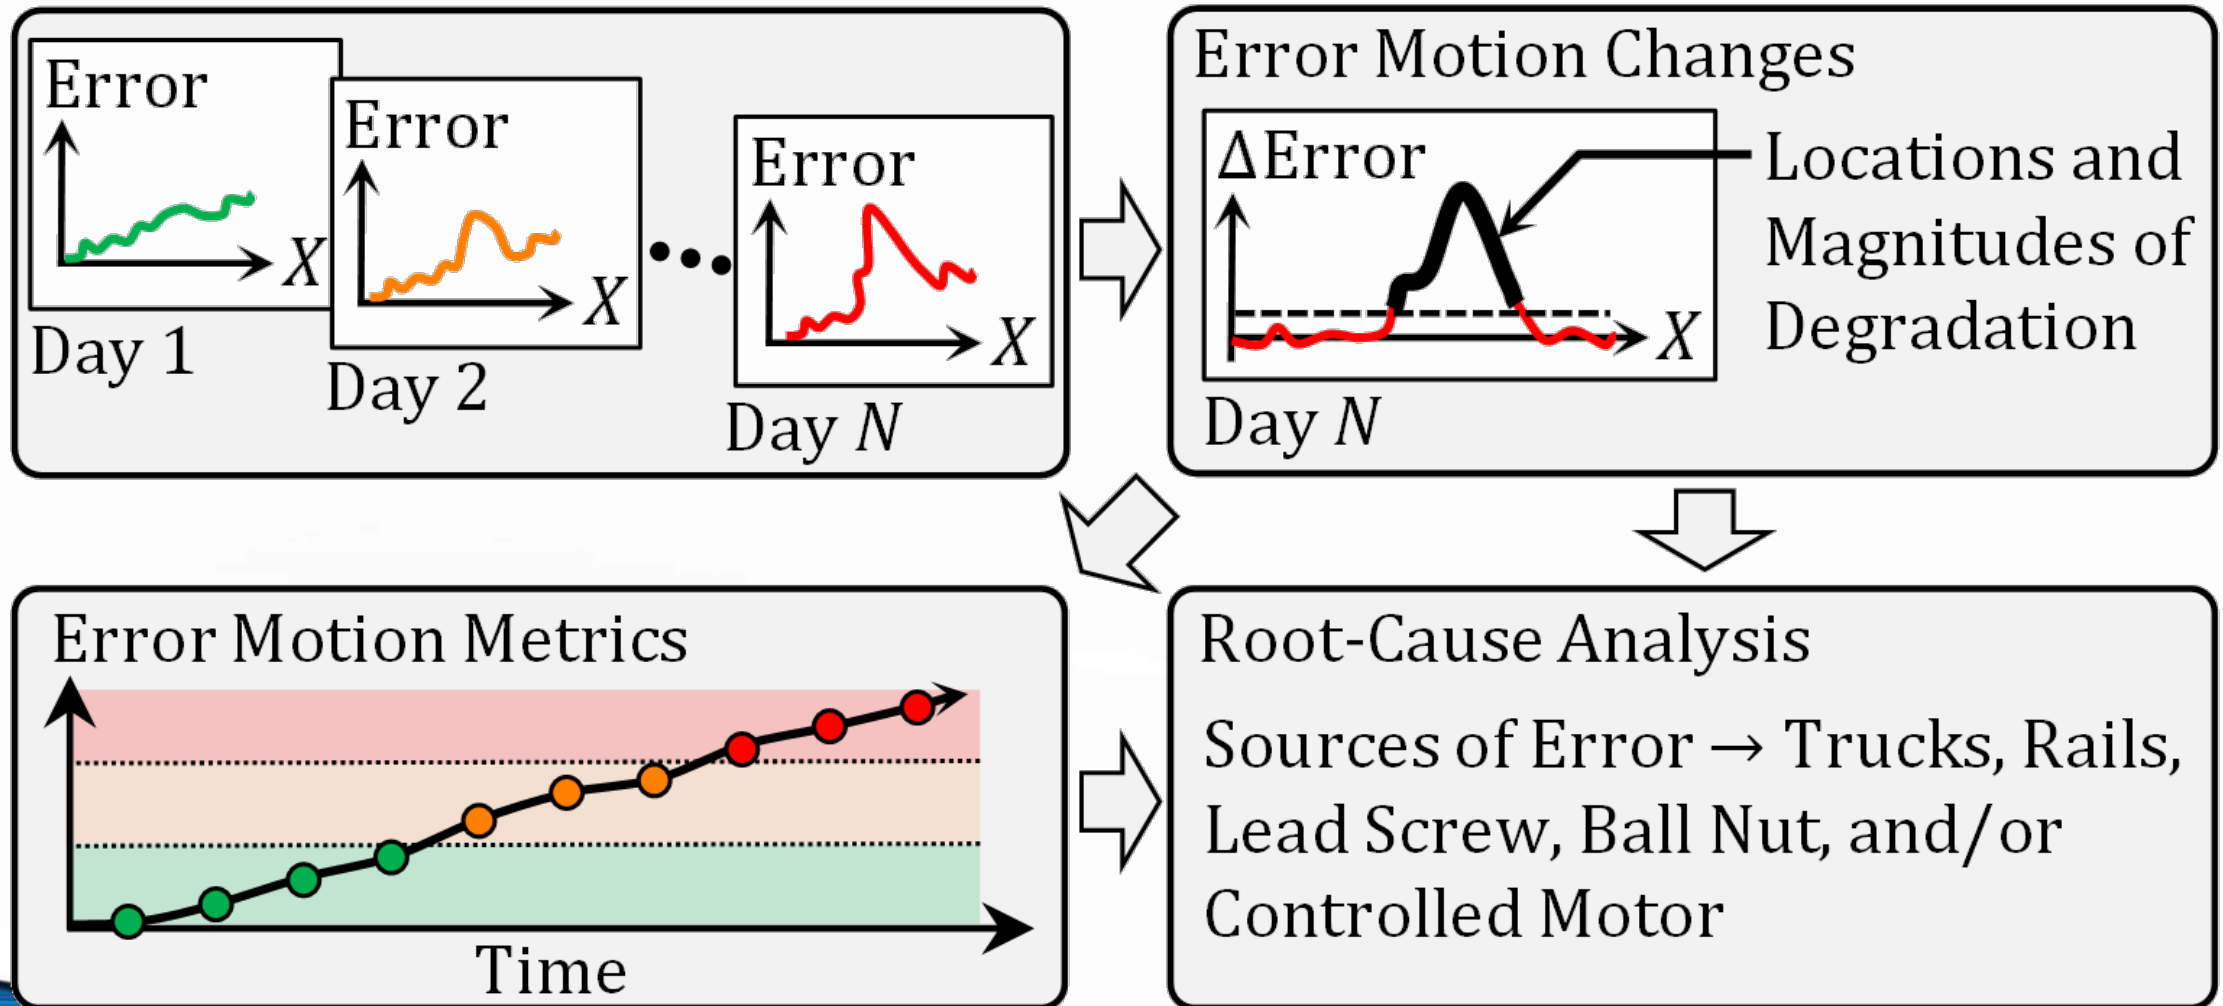 Error
X
Day 1
Error
X
Day 2
Error
X
Day N
Error Motion Changes
ΔError
X
Day N
Locations and
Magnitudes of
Degradation
Error Motion Metrics
Time
Root-Cause Analysis
Sources of Error → Trucks, Rails,
Lead Screw, Ball Nut, and/or
Controlled Motor